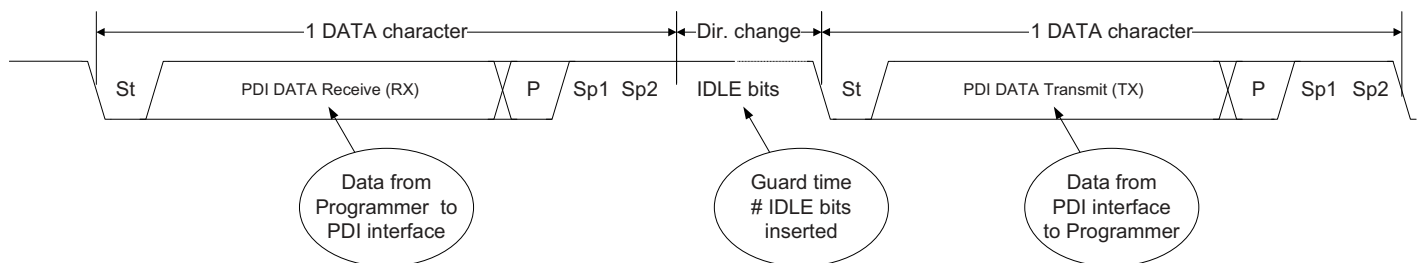 1 DATA character
Dir. change
1 DATA character
St
PDI DATA Receive (RX)
P
Sp1
Sp2
IDLE bits
St
PDI DATA Transmit (TX)
P
Sp1
Sp2
Data from
Programmer to
PDI interface
Guard time
# IDLE bits
inserted
Data from
PDI interface
to Programmer